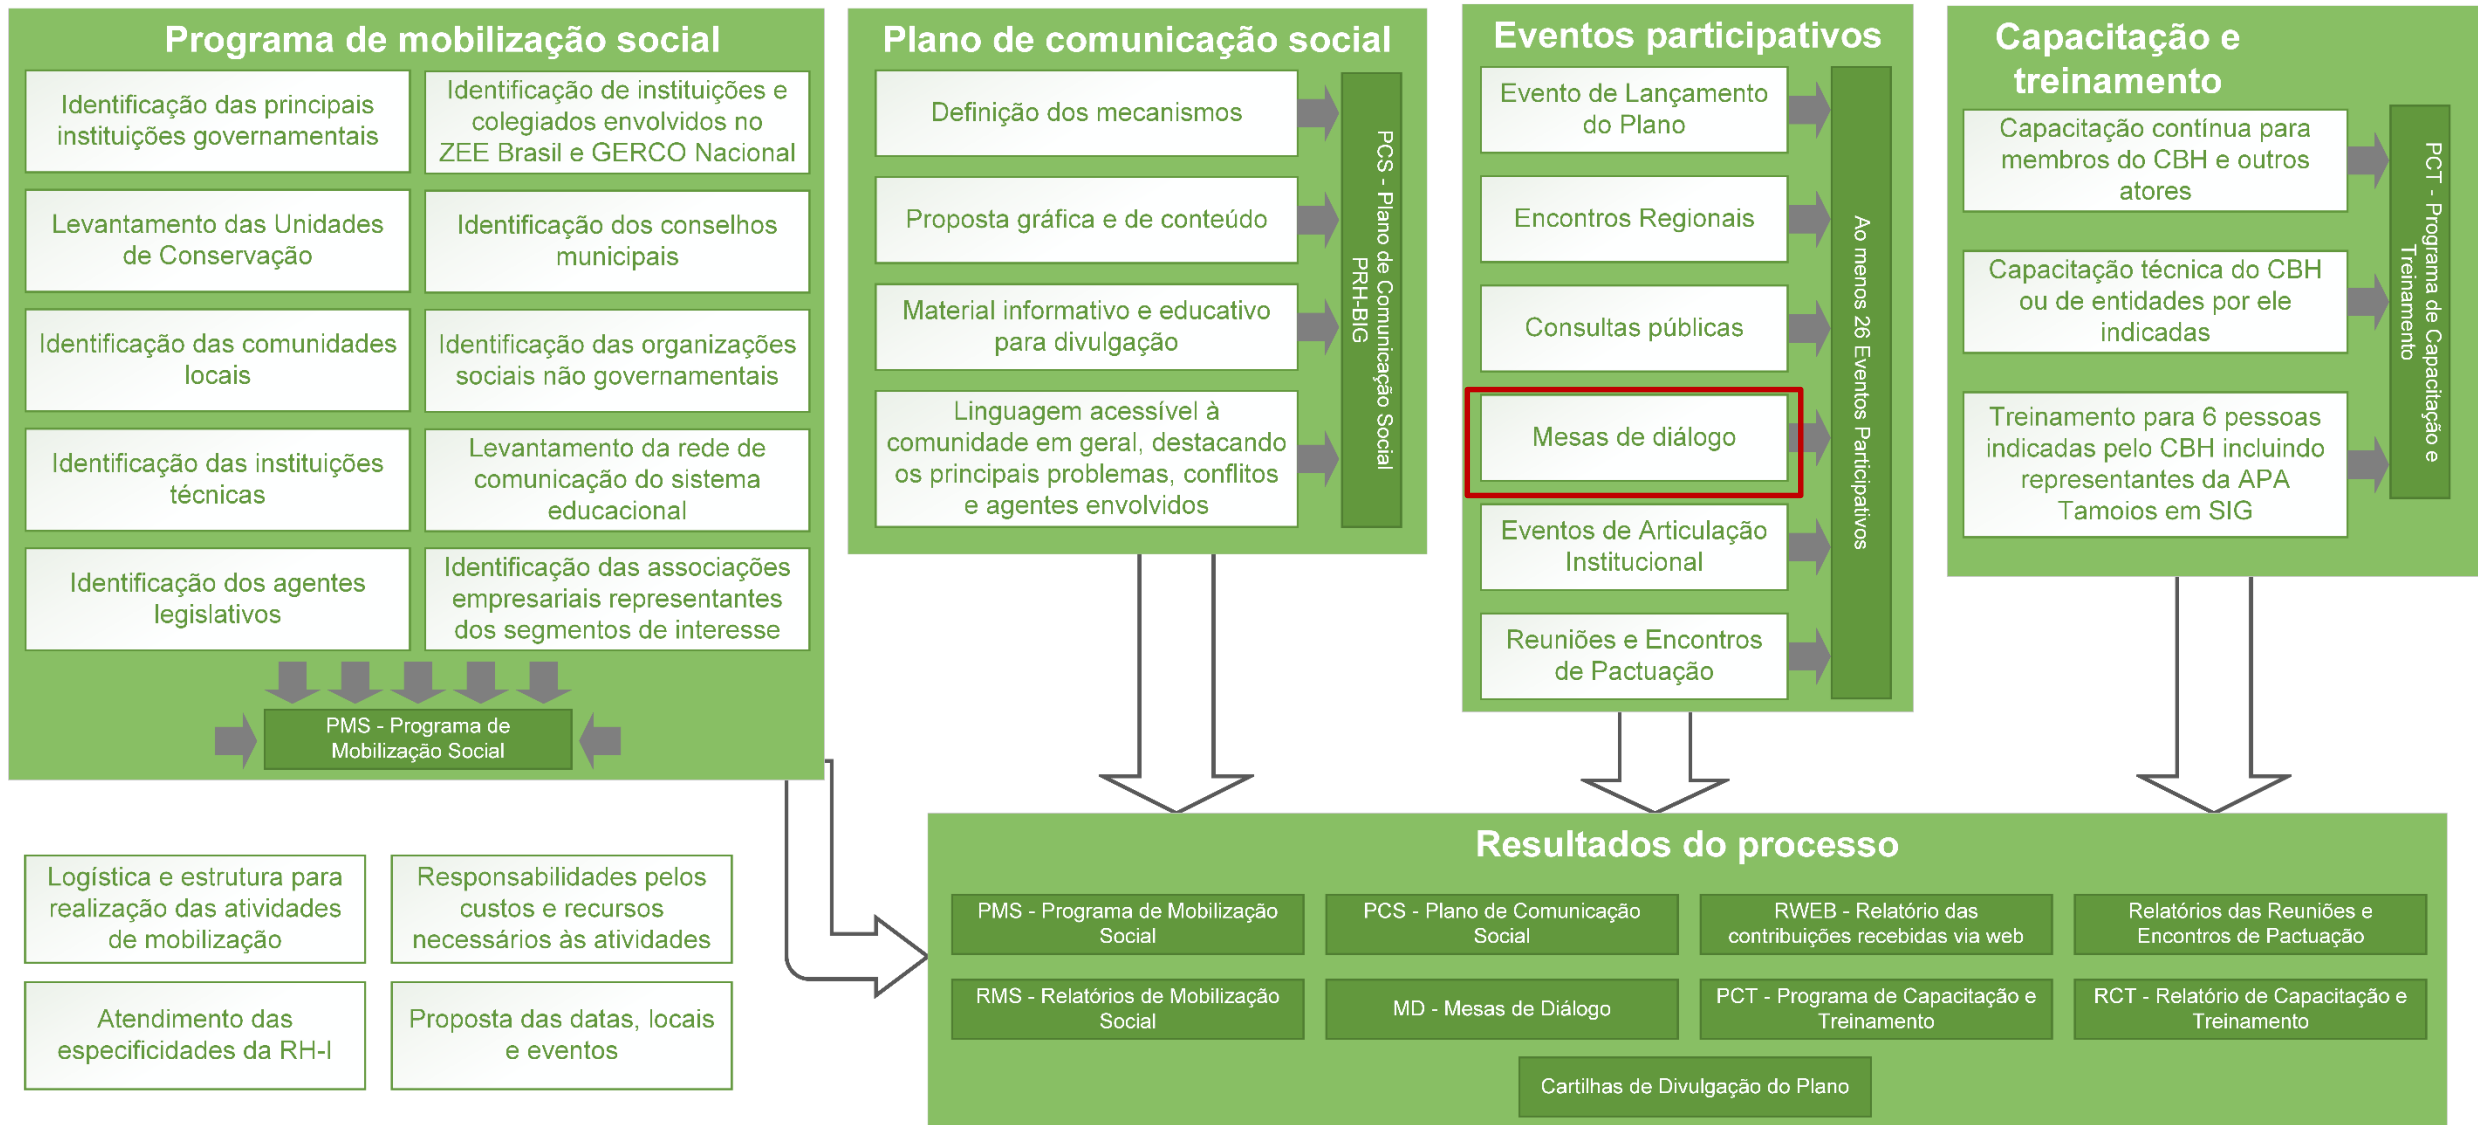 Programa de mobilização social
Identificação das principais
instituições governamentais
Identificação de instituições e
colegiados envolvidos no
ZEE Brasil e GERCO Nacional
Levantamento das Unidades
de Conservação
Identificação dos conselhos
municipais
Identificação das comunidades
locais
Identificação das organizações
sociais não governamentais
Identificação das instituições
técnicas
Levantamento da rede de
comunicação do sistema
educacional
Identificação dos agentes
legislativos
Identificação das associações
empresariais representantes
dos segmentos de interesse
PMS - Programa de
Mobilização Social
Plano de comunicação social
Definição dos mecanismos
Proposta gráfica e de conteúdo
Material informativo e educativo
para divulgação
Linguagem acessível à
comunidade em geral, destacando
os principais problemas, conflitos
e agentes envolvidos
PCS - Plano de Comunicação Social
PRH-BIG
Eventos participativos
Evento de Lançamento
do Plano
Encontros Regionais
Consultas públicas
Mesas de diálogo
Eventos de Articulação
Institucional
Reuniões e Encontros
de Pactuação
Ao menos 26 Eventos Participativos
Capacitação e
treinamento
Capacitação contínua para
membros do CBH e outros
atores
Capacitação técnica do CBH
ou de entidades por ele
indicadas
Treinamento para 6 pessoas
indicadas pelo CBH incluindo
representantes da APA
Tamoios em SIG
PCT - Programa de Capacitação e
Treinamento
Logística e estrutura para
realização das atividades
de mobilização
Responsabilidades pelos
custos e recursos
necessários às atividades
Atendimento das
especificidades da RH-I
Proposta das datas, locais
e eventos
Resultados do processo
PMS - Programa de Mobilização
Social
PCS - Plano de Comunicação
Social
RWEB - Relatório das
contribuições recebidas via web
Relatórios das Reuniões e
Encontros de Pactuação
RMS - Relatórios de Mobilização
Social
MD - Mesas de Diálogo
PCT - Programa de Capacitação e
Treinamento
RCT - Relatório de Capacitação e
Treinamento
Cartilhas de Divulgação do Plano